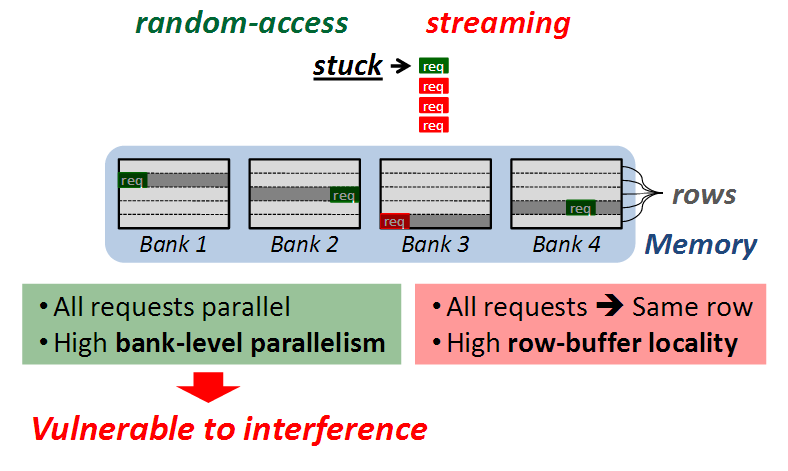 random-access streaming
stuck → req
req
req
req
req req req req
rows
Bank 1 Bank 2 Bank 3 Bank 4
Memory
• All requests parallel
• High bank-level parallelism
• All requests → Same row
• High row-buffer locality
Vulnerable to interference